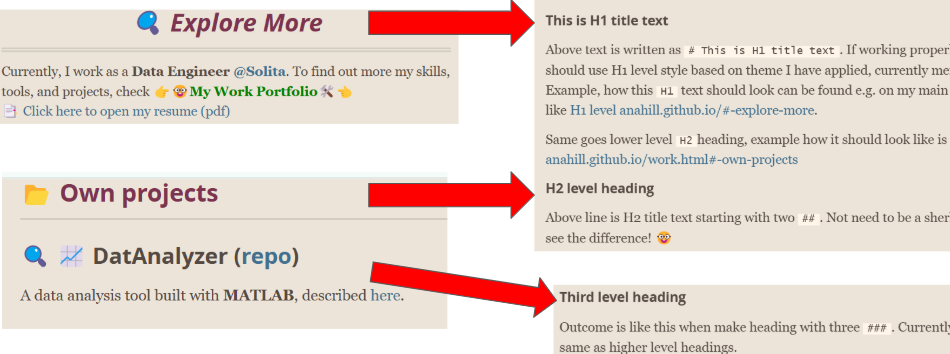 Explore More
Currently, I work as a Data Engineer @Solita. To find out more my skills,
tools, and projects, check 👉 🤓 My Work Portfolio 🛠 👈
📑 Click here to open my resume (pdf)
Own projects
DatAnalyzer (repo)
A data analysis tool built with MATLAB, described here.
This is H1 title text
Above text is written as # This is H1 title text . If working
should use H1 level style based on theme I have applied, currently
Example, how this H1 text should look can be found e.g. on my main
like H1 level anahill.github.io/#-explore-more.
Same goes lower level H2 heading, example how it should look like is
anahill.github.io/work.html#-own-projects
H2 level heading
Above line is H2 title text starting with two ## . Not need to be a
see the difference! 🤓
Third level heading
Outcome is like this when make heading with three ### .
same as higher level headings.